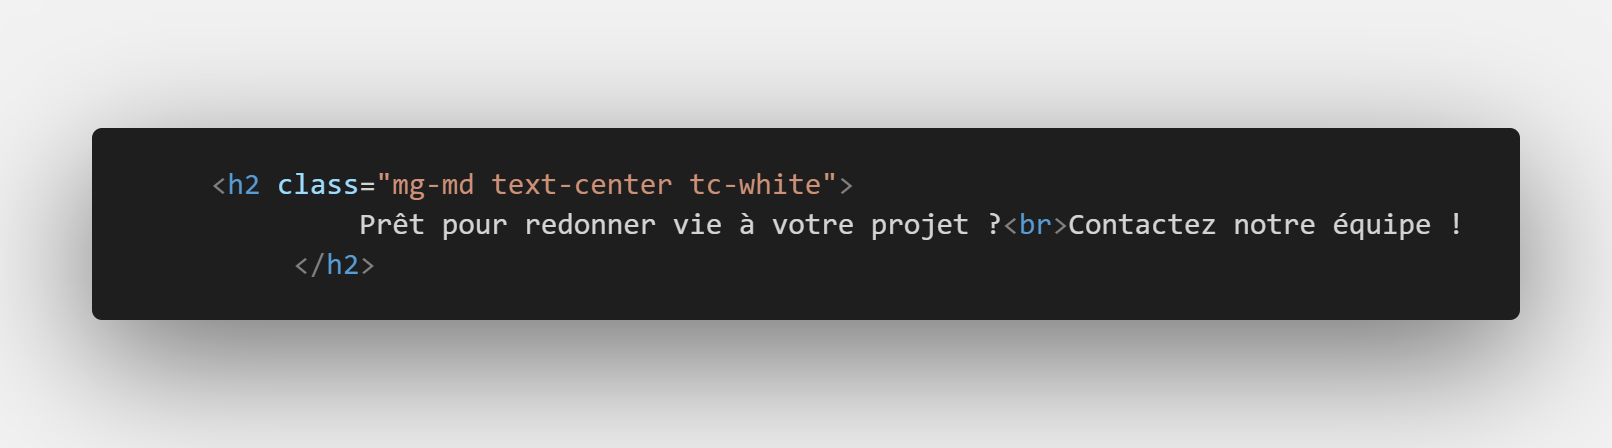 <h2 class="mg-md text-center tc-white">
Prêt pour redonner vie à votre projet ?<br>Contactez notre équipe !
</h2>